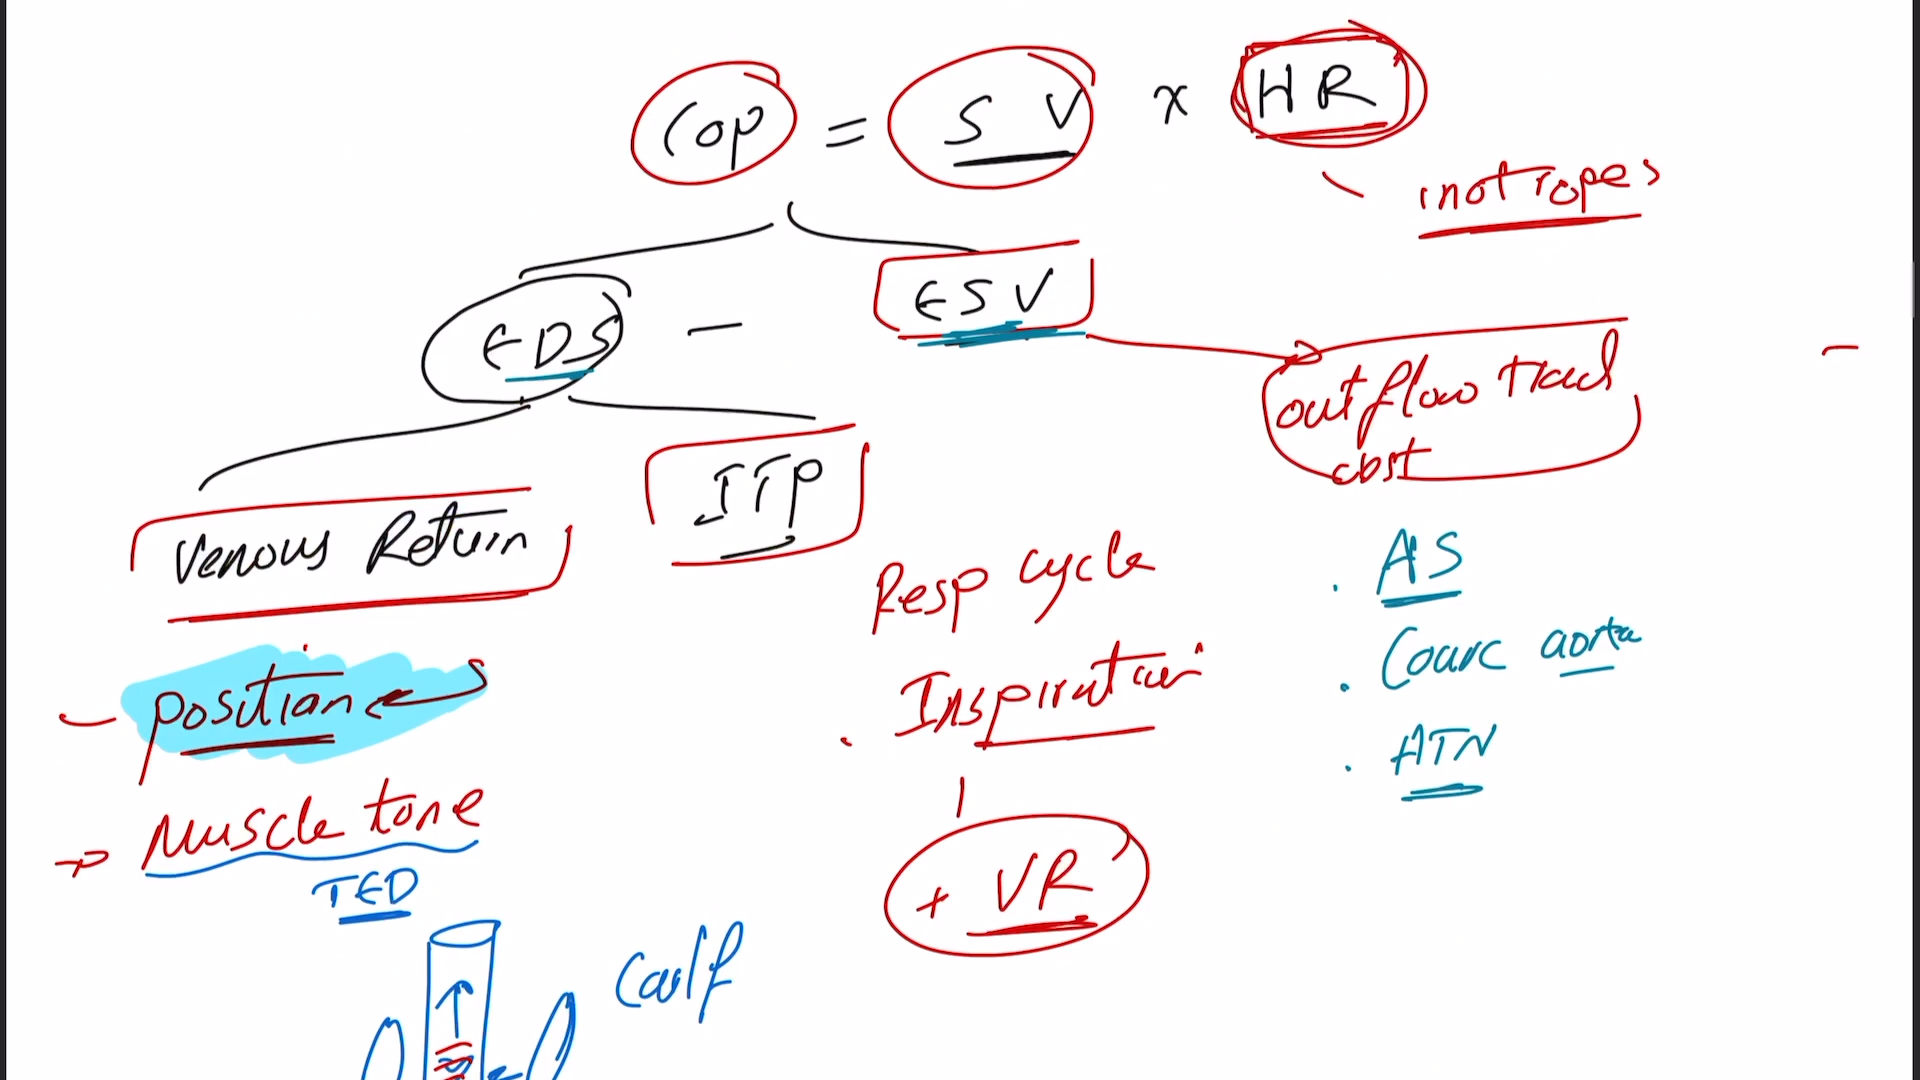 Cop = SV x HR
inotropes
EDS - ESV
outflow tract
obst
Venous Return
ITP
Resp cycle
Inspiration
+ VR
Position
Muscle tone
TED
Calf
. AS
. Coarc aorta
. HTN